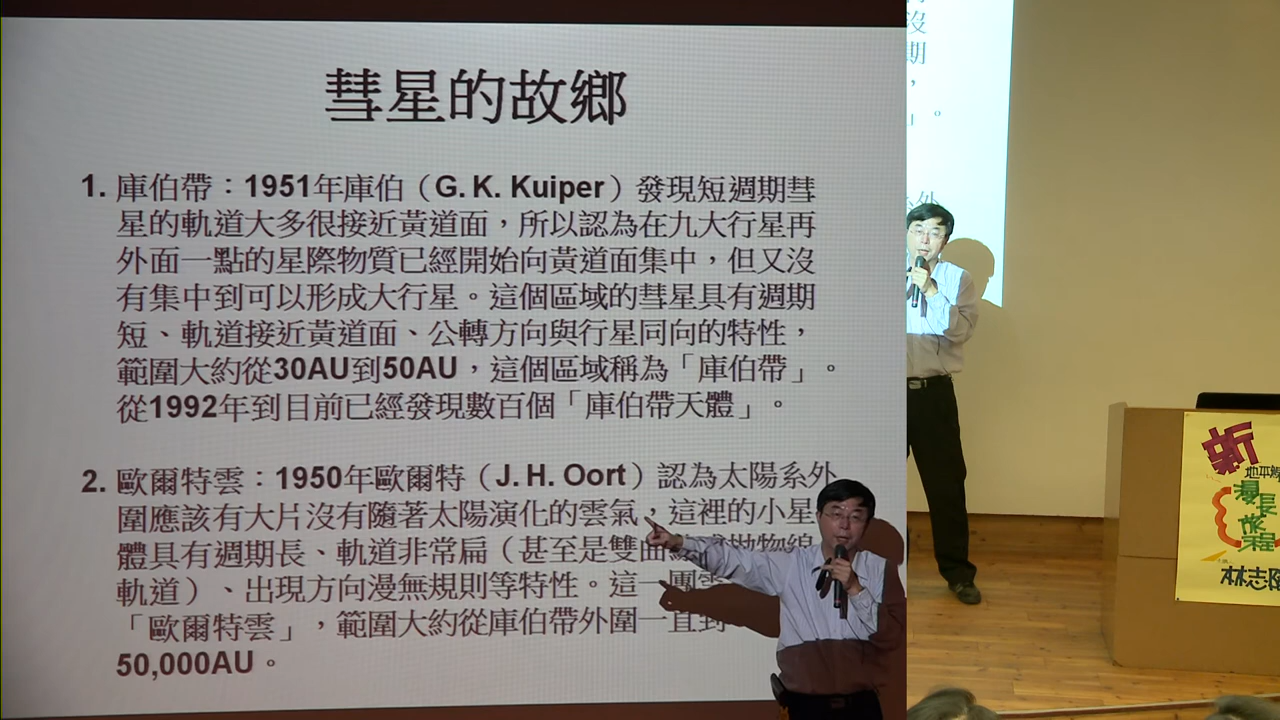 彗星的故鄉
1. 庫伯帶：1951年庫伯（G. K. Kuiper）發現短週期彗
星的軌道大多很接近黃道面，所以認為在九大行星再
外面一點的星際物質已經開始向黃道面集中，但又沒
有集中到可以形成大行星。這個區域的彗星具有週期
短、軌道接近黃道面、公轉方向與行星同向的特性，
範圍大約從30AU到50AU，這個區域稱為「庫伯帶」。
從1992年到目前已經發現數百個「庫伯帶天體」。
2. 歐爾特雲：1950年歐爾特（J. H. Oort）認為太陽系外
圍應該有大片沒有隨著太陽演化的雲氣，這裡的小星
體具有週期長、軌道非常扁（甚至是雙曲
軌道）、出現方向漫無規則等特性。這一團
「歐爾特雲」，範圍大約從庫伯帶外圍一直到
50,000AU。
沒
期
，
」。
外
新
地平線
漫長
旅程
林志隆